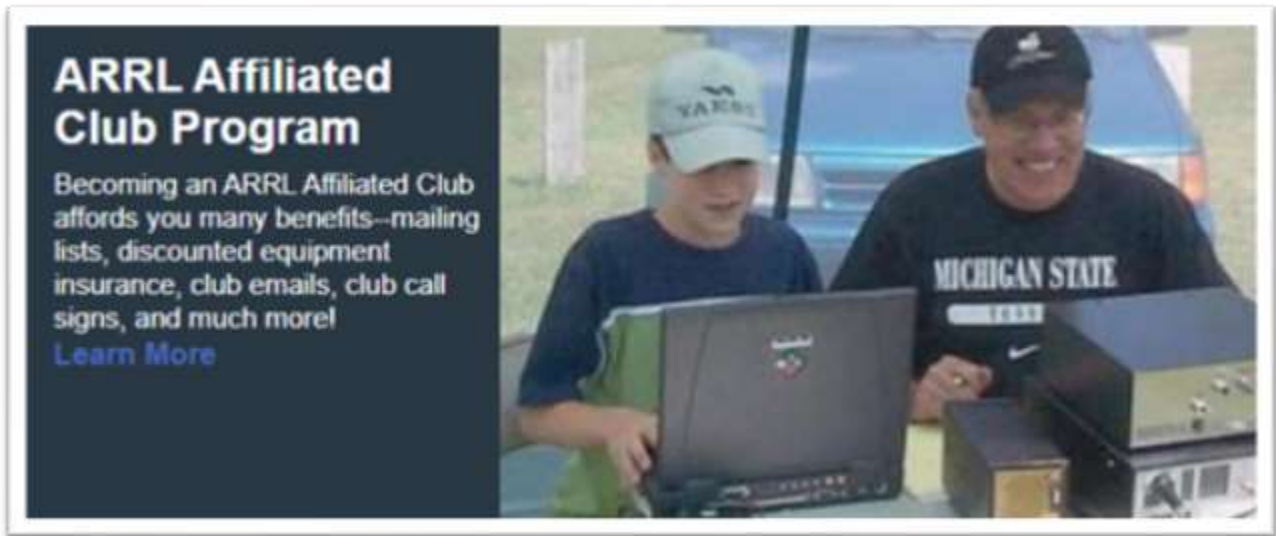 ARRL Affiliated
Club Program
Becoming an ARRL Affiliated Club
affords you many benefits--mailing
lists, discounted equipment
insurance, club emails, club call
signs, and much more!
Learn More
YAESU
MICHIGAN STATE